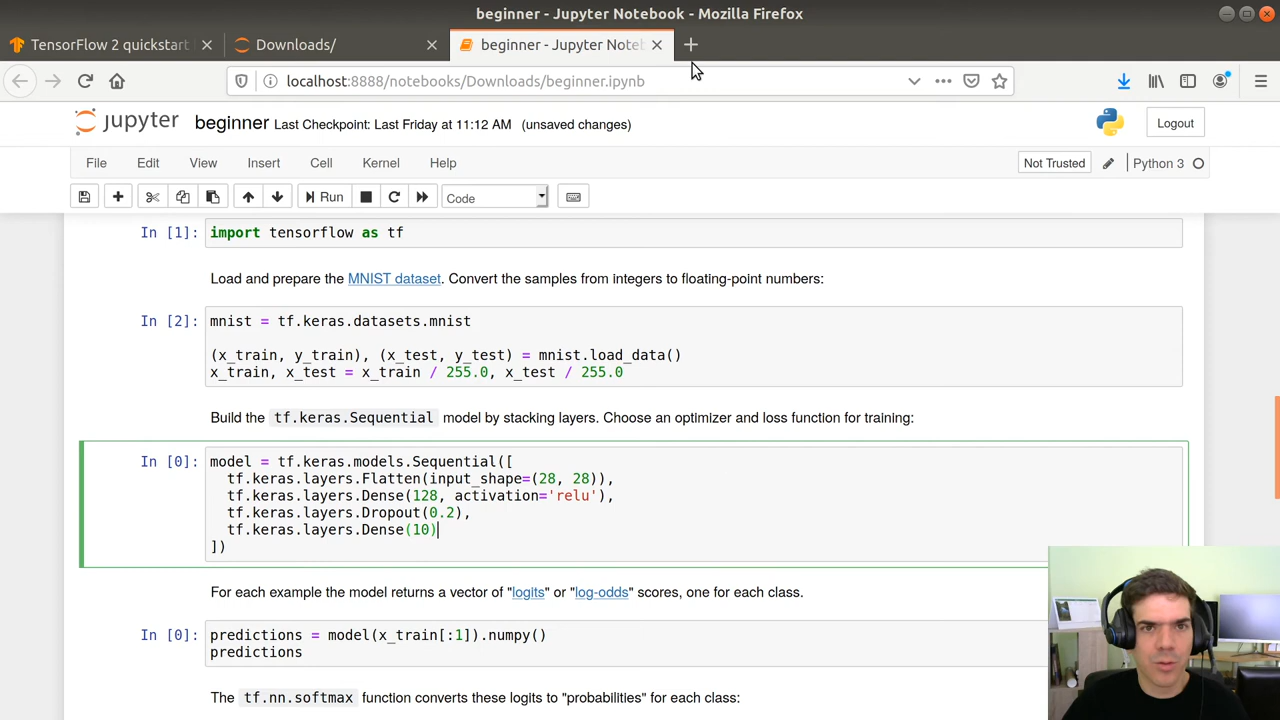 beginner - Jupyter Notebook - Mozilla Firefox
TensorFlow 2 quickstart
Downloads/
beginner - Jupyter Note
localhost:8888/notebooks/Downloads/beginner.ipynb
jupyter beginner Last Checkpoint: Last Friday at 11:12 AM (unsaved changes)
Logout
File Edit View Insert Cell Kernel Help
Not Trusted
Python 3
Run
Code
In [1]: import tensorflow as tf
Load and prepare the MNIST dataset. Convert the samples from integers to floating-point numbers:
In [2]: mnist = tf.keras.datasets.mnist
(x_train, y_train), (x_test, y_test) = mnist.load_data()
x_train, x_test = x_train / 255.0, x_test / 255.0
Build the tf.keras.Sequential model by stacking layers. Choose an optimizer and loss function for training:
In [0]: model = tf.keras.models.Sequential([
tf.keras.layers.Flatten(input_shape=(28, 28)),
tf.keras.layers.Dense(128, activation='relu'),
tf.keras.layers.Dropout(0.2),
tf.keras.layers.Dense(10)
])
For each example the model returns a vector of "logits" or "log-odds" scores, one for each class.
In [0]: predictions = model(x_train[:1]).numpy()
predictions
The tf.nn.softmax function converts these logits to "probabilities" for each class: